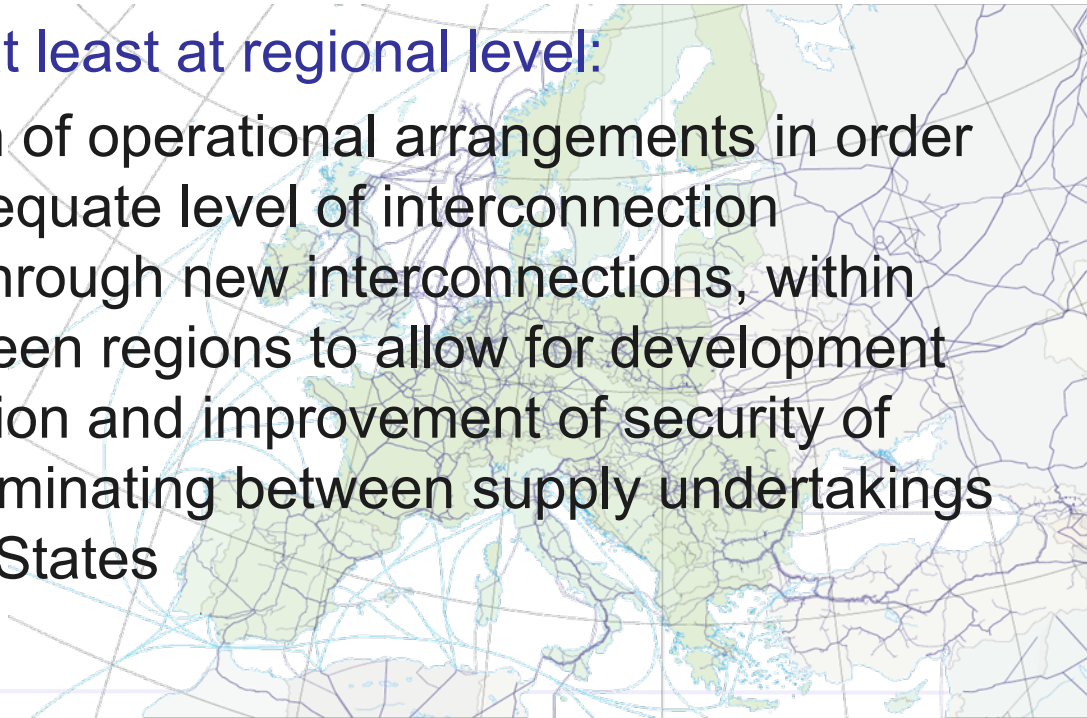 t least at regional level:
n of operational arrangements in order
equate level of interconnection
hrough new interconnections, within
een regions to allow for development
ion and improvement of security of
minating between supply undertakings
States